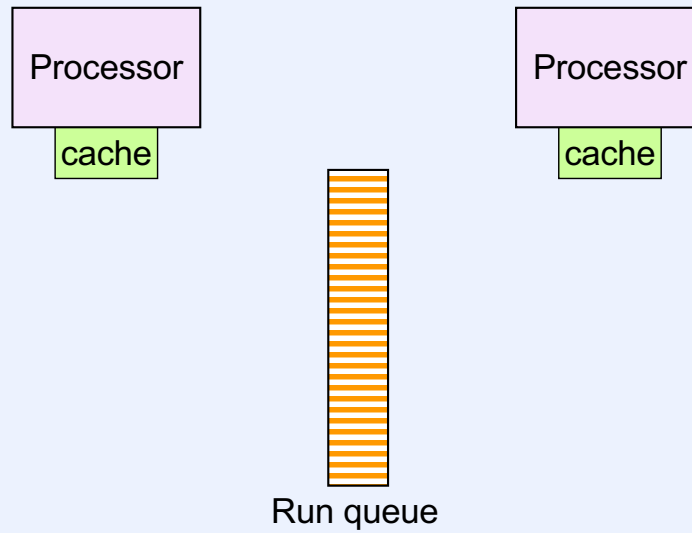 Processor
Processor
cache
cache
Run queue